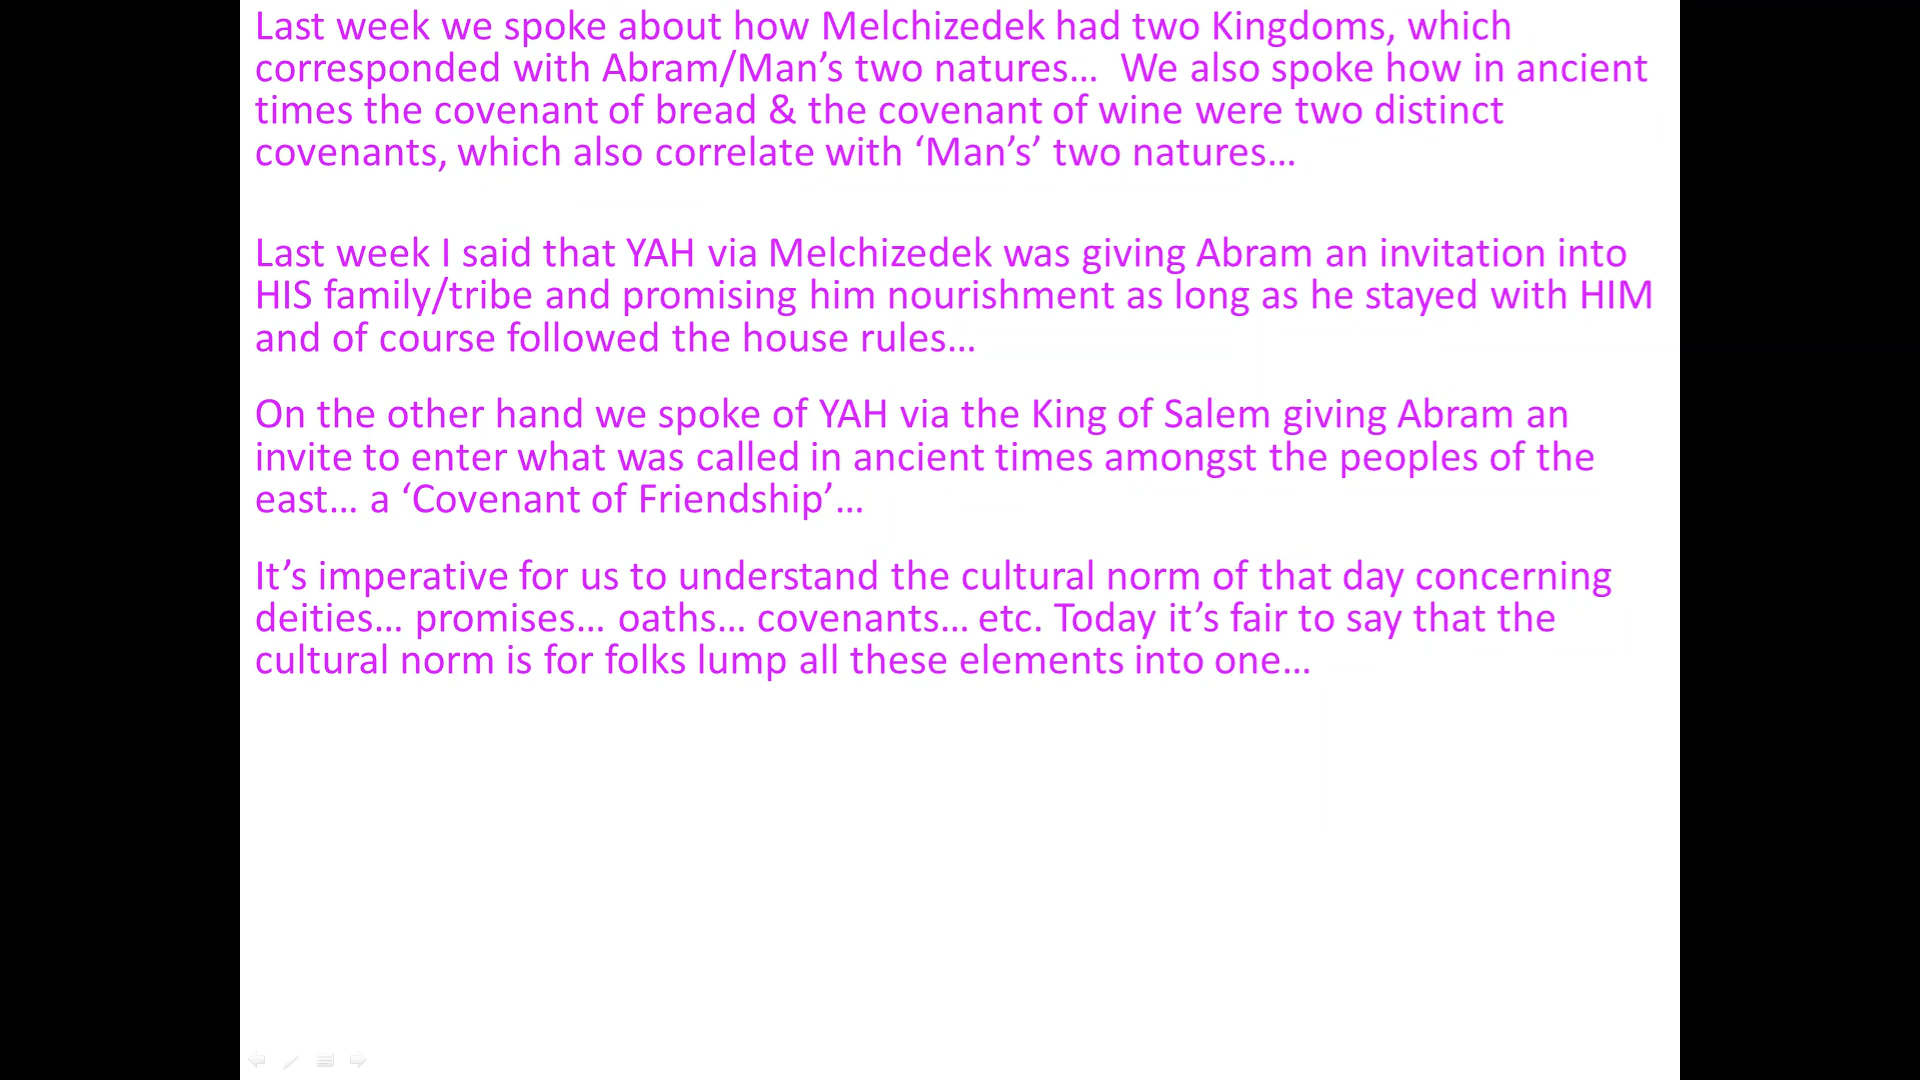 Last week we spoke about how Melchizedek had two Kingdoms, which
corresponded with Abram/Man’s two natures…  We also spoke how in ancient
times the covenant of bread & the covenant of wine were two distinct
covenants, which also correlate with ‘Man’s’ two natures…
Last week I said that YAH via Melchizedek was giving Abram an invitation into
HIS family/tribe and promising him nourishment as long as he stayed with HIM
and of course followed the house rules…
On the other hand we spoke of YAH via the King of Salem giving Abram an
invite to enter what was called in ancient times amongst the peoples of the
east… a ‘Covenant of Friendship’…
It’s imperative for us to understand the cultural norm of that day concerning
deities… promises… oaths… covenants… etc. Today it’s fair to say that the
cultural norm is for folks lump all these elements into one…